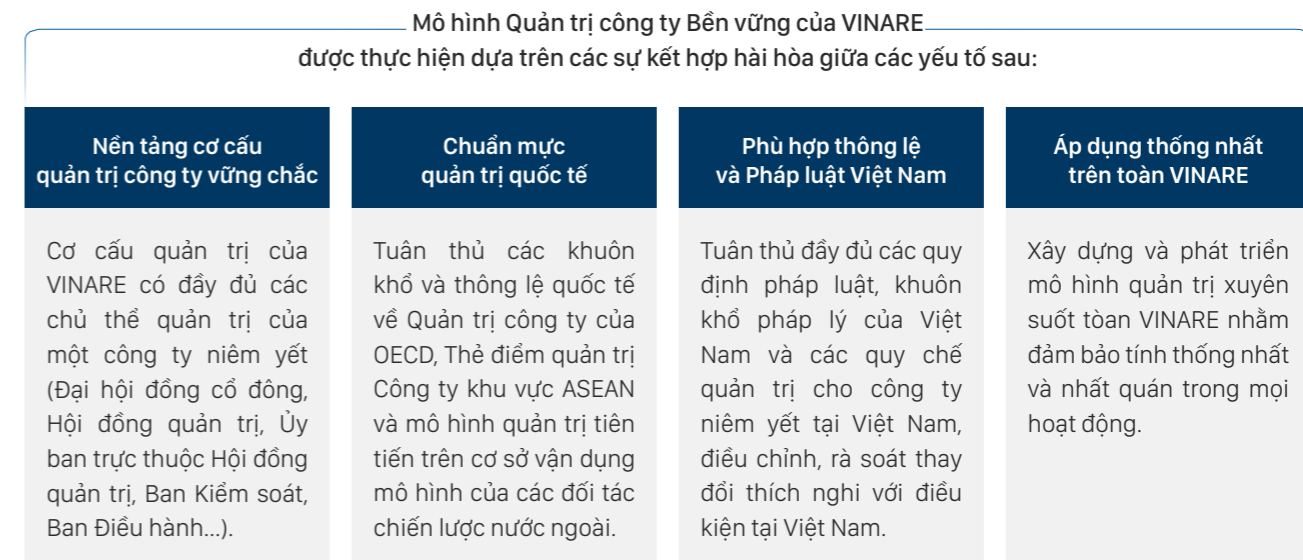 Mô hình Quản trị công ty Bền vững của VINARE
được thực hiện dựa trên các sự kết hợp hài hòa giữa các yếu tố sau:
Nền tảng cơ cấu
quản trị công ty vững chắc
Cơ cấu quản trị của
VINARE có đầy đủ các
chủ thể quản trị của
một công ty niêm yết
(Đại hội đồng cổ đông,
Hội đồng quản trị, Ủy
ban trực thuộc Hội đồng
quản trị, Ban Kiểm soát,
Ban Điều hành...).
Chuẩn mực
quản trị quốc tế
Tuân thủ các khuôn
khổ và thông lệ quốc tế
về Quản trị công ty của
OECD, Thẻ điểm quản trị
Công ty khu vực ASEAN
và mô hình quản trị tiên
tiến trên cơ sở vận dụng
mô hình của các đối tác
chiến lược nước ngoài.
Phù hợp thông lệ
và Pháp luật Việt Nam
Tuân thủ đầy đủ các quy
định pháp luật, khuôn
khổ pháp lý của Việt
Nam và các quy chế
quản trị cho công ty
niêm yết tại Việt Nam,
điều chỉnh, rà soát thay
đổi thích nghi với điều
kiện tại Việt Nam.
Áp dụng thống nhất
trên toàn VINARE
Xây dựng và phát triển
mô hình quản trị xuyên
suốt tòan VINARE nhằm
đảm bảo tính thống nhất
và nhất quán trong mọi
hoạt động.